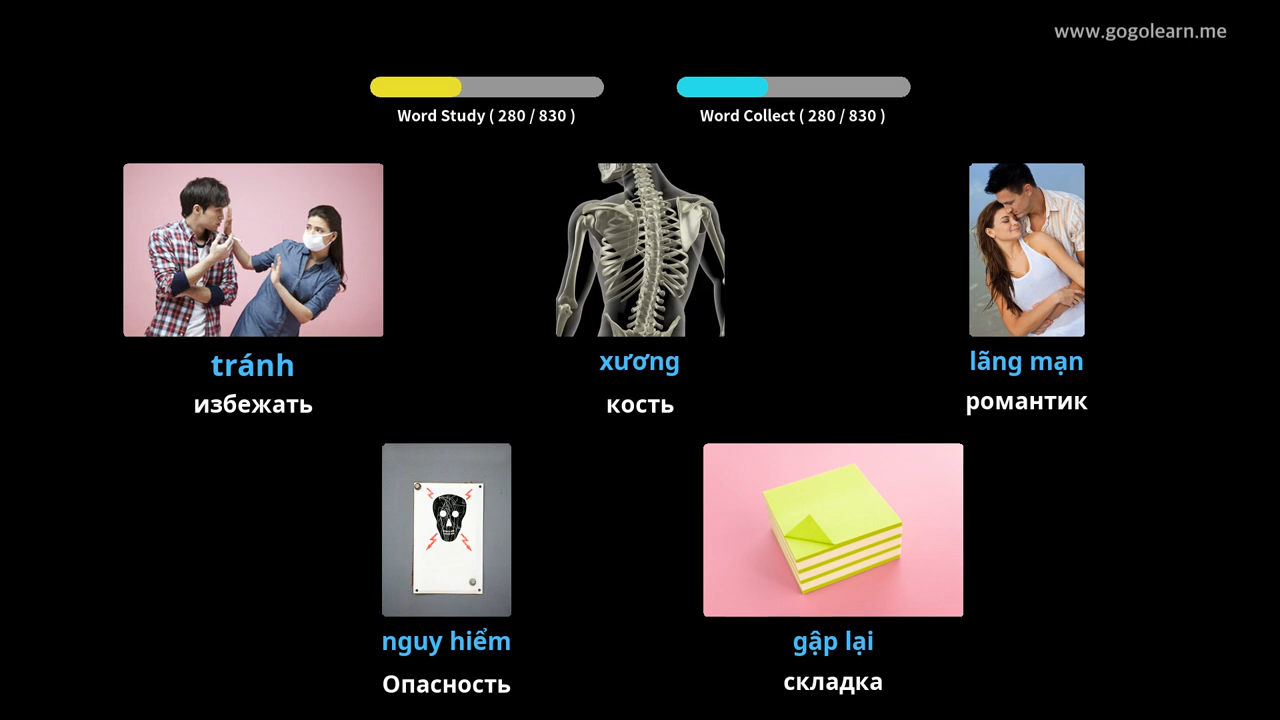 www.gogolearn.me
Word Study ( 280 / 830 )
Word Collect ( 280 / 830 )
tránh
xương
lãng mạn
избежать
кость
романтик
nguy hiểm
gập lại
Опасность
складка